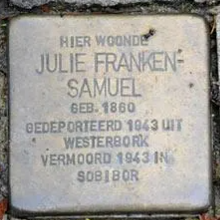 HIER WOONDE
JULIE FRANKEN-
SAMUEL
GEB. 1860
GEDEPORTEERD 1943 UIT
WESTERBORK
VERMOORD 1943 IN
SOBIBOR